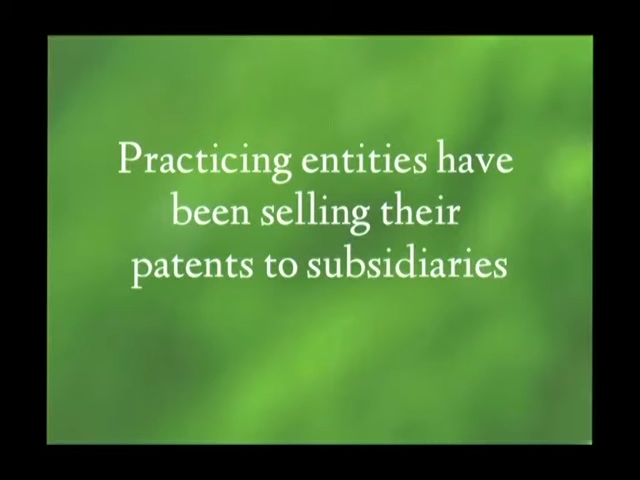 Practicing entities have
been selling their
patents to subsidiaries